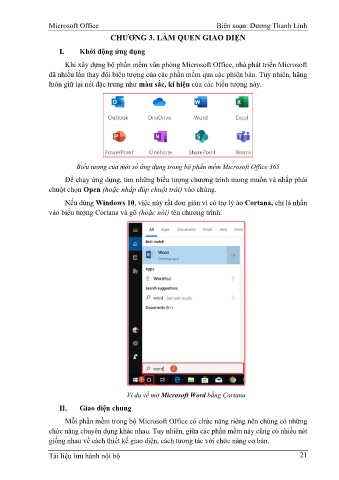 Microsoft Office Biên soạn: Dương Thanh Linh
CHƯƠNG 3. LÀM QUEN GIAO DIỆN
I. Khởi động ứng dụng
Khi xây dựng bộ phần mềm văn phòng Microsoft Office, nhà phát triển Microsoft
đã nhiều lần thay đổi biểu tượng của các phần mềm qua các phiên bản. Tuy nhiên, hãng
luôn giữ lại nét đặc trưng như màu sắc, kí hiệu của các biểu tượng này.
Outlook OneDrive Word Excel
PowerPoint OneNote SharePoint Teams
Biểu tượng của một số ứng dụng trong bộ phần mềm Microsoft Office 365
Để chạy ứng dụng, tìm những biểu tượng chương trình mong muốn và nhấp phải
chuột chọn Open (hoặc nhấp đúp chuột trái) vào chúng.
Nếu dùng Windows 10, việc này rất đơn giản vì có trợ lý ảo Cortana, chỉ là nhấn
vào biểu tượng Cortana và gõ (hoặc nói) tên chương trình.
All Apps Documents Email Web More
Best match
Word
Desktop app
Apps
WordPad
Search suggestions
word - See web results
Documents (5+)
word 2
1
Ví dụ về mở Microsoft Word bằng Cortana
II. Giao diện chung
Mỗi phần mềm trong bộ Microsoft Office có chức năng riêng nên chúng có những
chức năng chuyên dụng khác nhau. Tuy nhiên, giữa các phần mềm này cũng có nhiều nét
giống nhau về cách thiết kế giao diện, cách tương tác với chức năng cơ bản.
Tài liệu lưu hành nội bộ 21